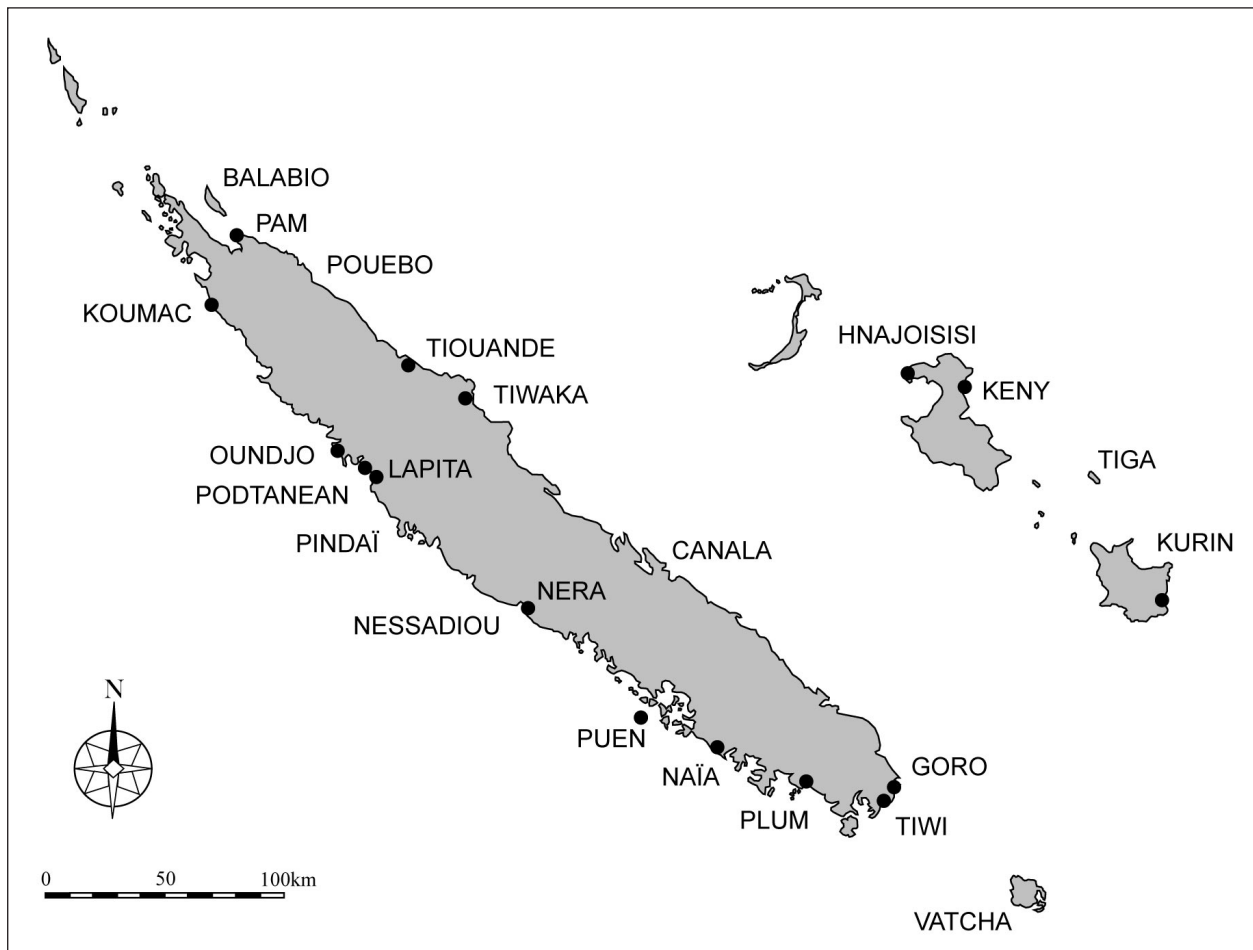 BALABIO
PAM
POUEBO
KOUMAC
HNAJOISISI
TIOUANDE
KENY
TIWAKA
OUNDJO
LAPITA
TIGA
PODTANEAN
PINDAÏ
CANALA
KURIN
NERA
NESSADIOU
N
PUEN
NAÏA
GORO
PLUM
TIWI
0 50 100km
VATCHA